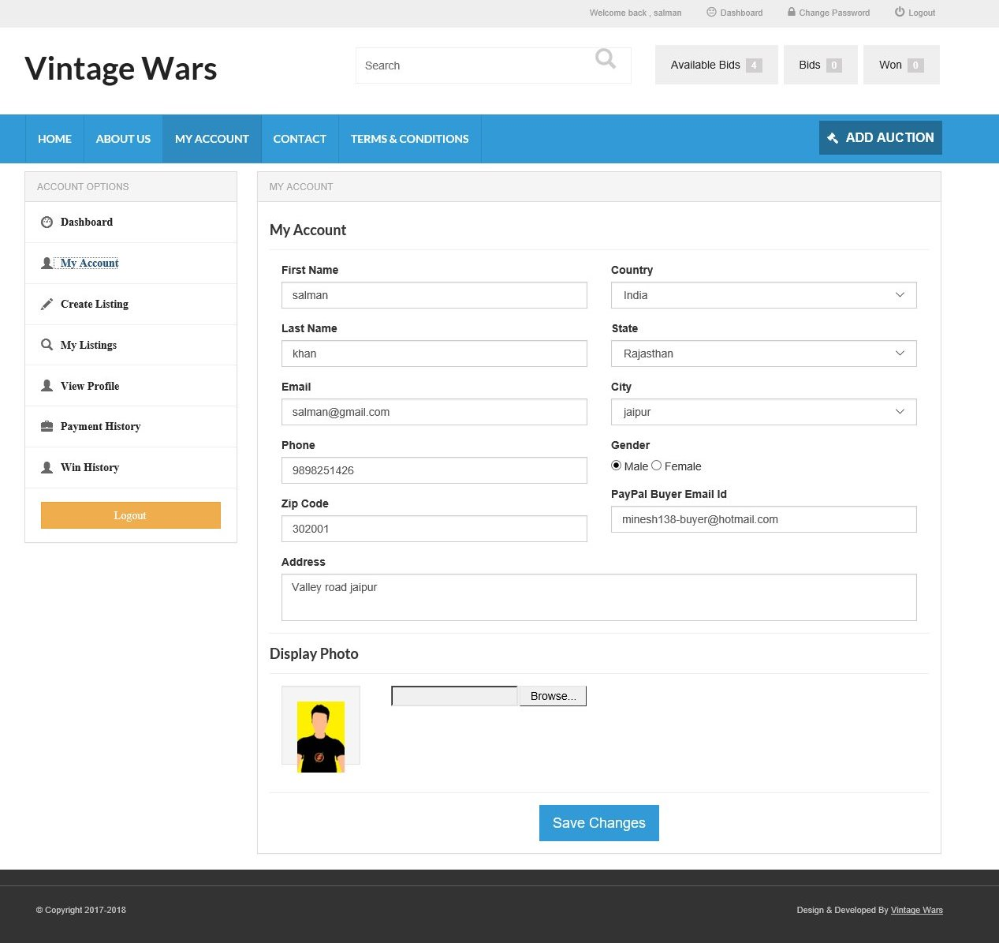 Welcome back , salman Dashboard Change Password Logout
Vintage Wars
Search
Available Bids 4 Bids 0 Won 0
HOME ABOUT US MY ACCOUNT CONTACT TERMS & CONDITIONS ADD AUCTION
ACCOUNT OPTIONS
Dashboard
My Account
Create Listing
My Listings
View Profile
Payment History
Win History
Logout
MY ACCOUNT
My Account
First Name
salman
Last Name
khan
Email
salman@gmail.com
Phone
9898251426
Zip Code
302001
Country
India
State
Rajasthan
City
jaipur
Gender
Male Female
PayPal Buyer Email Id
minesh138-buyer@hotmail.com
Address
Valley road jaipur
Display Photo
Browse...
Save Changes
© Copyright 2017-2018 Design & Developed By Vintage Wars